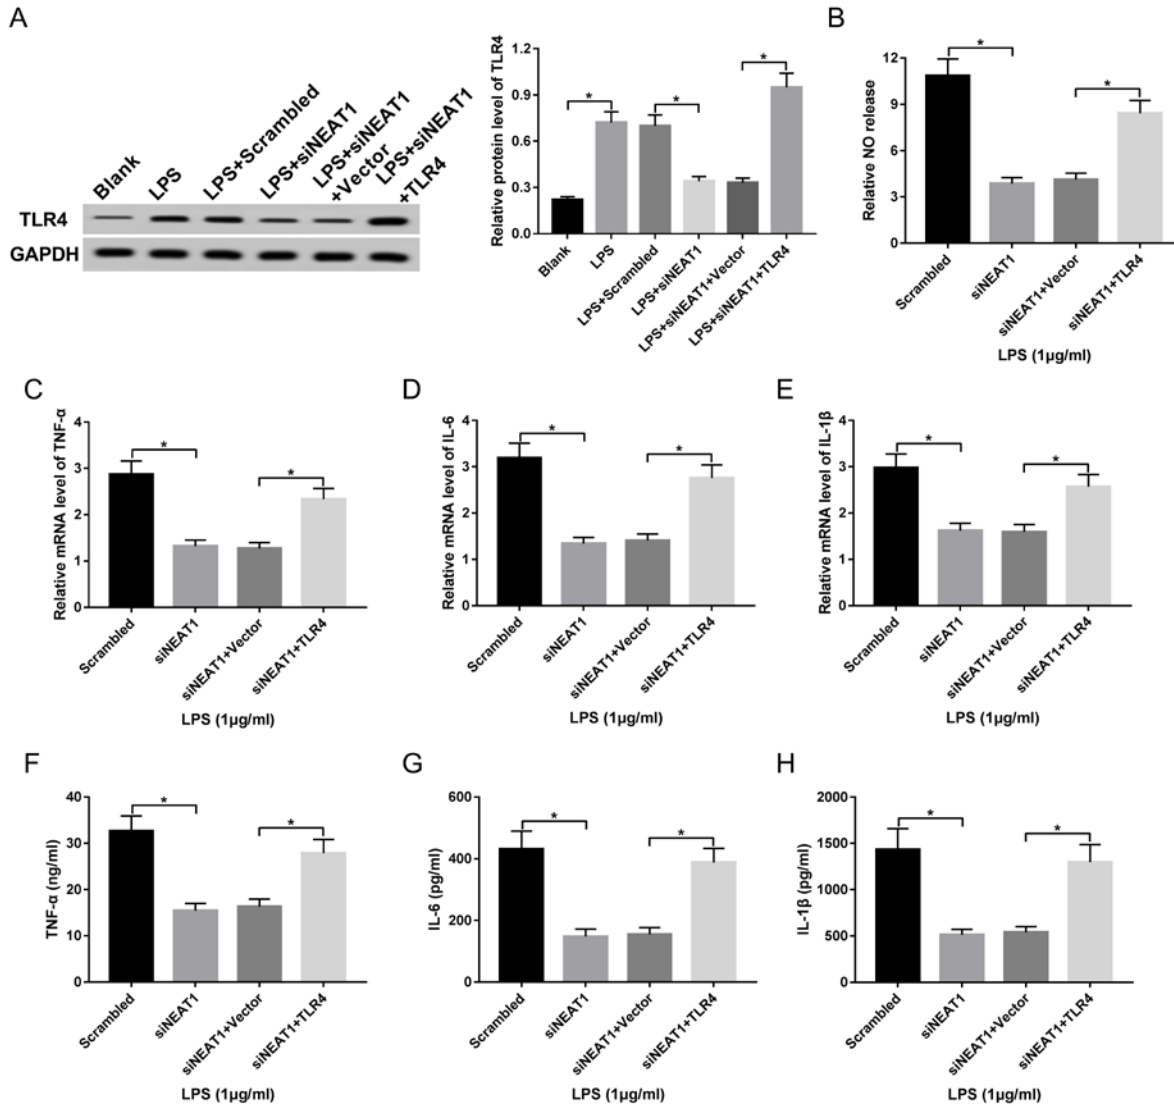 A
Blank
LPS
LPS+Scrambled
LPS+siNEAT1
LPS+siNEAT1
+Vector
LPS+siNEAT1
+TLR4
TLR4
GAPDH
Relative protein level of TLR4
1.2
0.9
0.6
0.3
0.0
*
*
*
Blank
LPS
LPS+Scrambled
LPS+siNEAT1
LPS+siNEAT1+Vector
LPS+siNEAT1+TLR4
B
Relative NO release
12
9
6
3
0
*
*
Scrambled
siNEAT1
siNEAT1+Vector
siNEAT1+TLR4
LPS (1μg/ml)
C
Relative mRNA level of TNF-α
4
3
2
1
0
*
*
Scrambled
siNEAT1
siNEAT1+Vector
siNEAT1+TLR4
LPS (1μg/ml)
D
Relative mRNA level of IL-6
4
3
2
1
0
*
*
Scrambled
siNEAT1
siNEAT1+Vector
siNEAT1+TLR4
LPS (1μg/ml)
E
Relative mRNA level of IL-1β
4
3
2
1
0
*
*
Scrambled
siNEAT1
siNEAT1+Vector
siNEAT1+TLR4
LPS (1μg/ml)
F
TNF-α (ng/ml)
40
30
20
10
0
*
*
Scrambled
siNEAT1
siNEAT1+Vector
siNEAT1+TLR4
LPS (1μg/ml)
G
IL-6 (pg/ml)
600
400
200
0
*
*
Scrambled
siNEAT1
siNEAT1+Vector
siNEAT1+TLR4
LPS (1μg/ml)
H
IL-1β (pg/ml)
2000
1500
1000
500
0
*
*
Scrambled
siNEAT1
siNEAT1+Vector
siNEAT1+TLR4
LPS (1μg/ml)